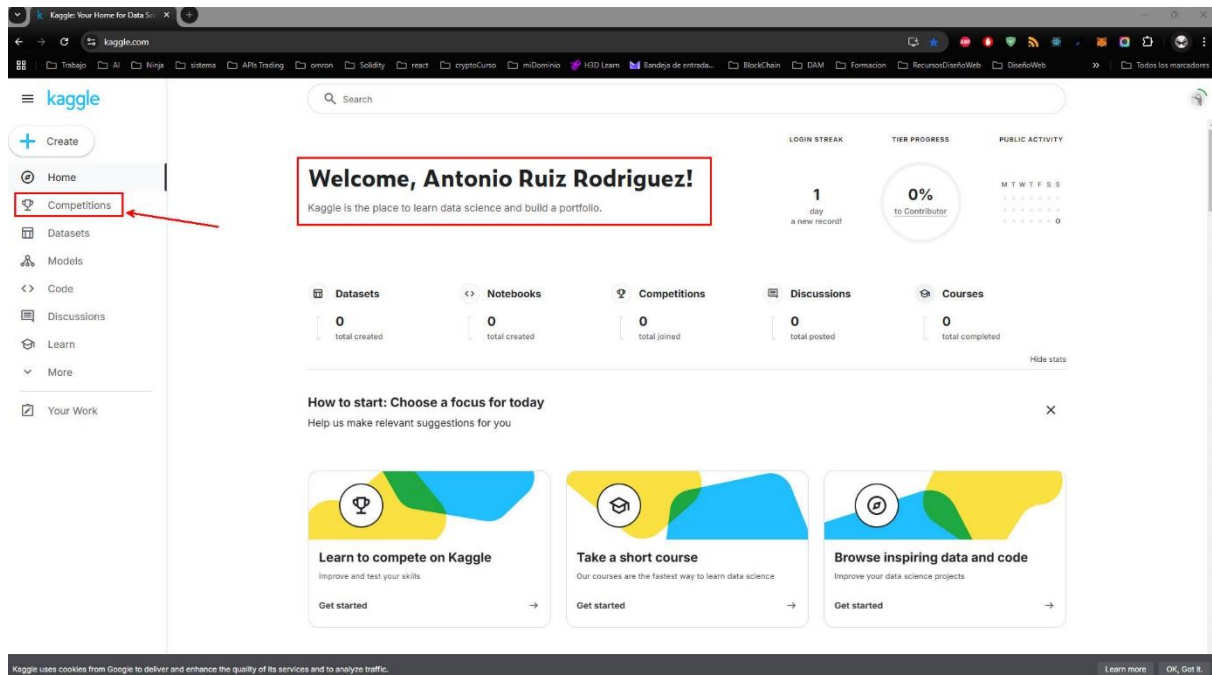 Kaggle: Your Home for Data Sc
kaggle.com
Trabajo AI Ninja sistema APIs Trading omron Solidity react cryptoCurso miDominio H3D Learn Bandeja de entrada... BlockChain DAM Formacion RecursosDiseñoWeb DiseñoWeb » Todos los marcadores
kaggle
Search
Create
Home
Competitions
Datasets
Models
Code
Discussions
Learn
More
Your Work
Welcome, Antonio Ruiz Rodriguez!
Kaggle is the place to learn data science and build a portfolio.
LOGIN STREAK
1
day
a new record!
TIER PROGRESS
0%
to Contributor
PUBLIC ACTIVITY
M T W T F S S
Datasets
0
total created
Notebooks
0
total created
Competitions
0
total joined
Discussions
0
total posted
Courses
0
total completed
Hide stats
How to start: Choose a focus for today
Help us make relevant suggestions for you
Learn to compete on Kaggle
Improve and test your skills
Get started →
Take a short course
Our courses are the fastest way to learn data science
Get started →
Browse inspiring data and code
Improve your data science projects
Get started →
Kaggle uses cookies from Google to deliver and enhance the quality of its services and to analyze traffic.
Learn more OK, Got it.